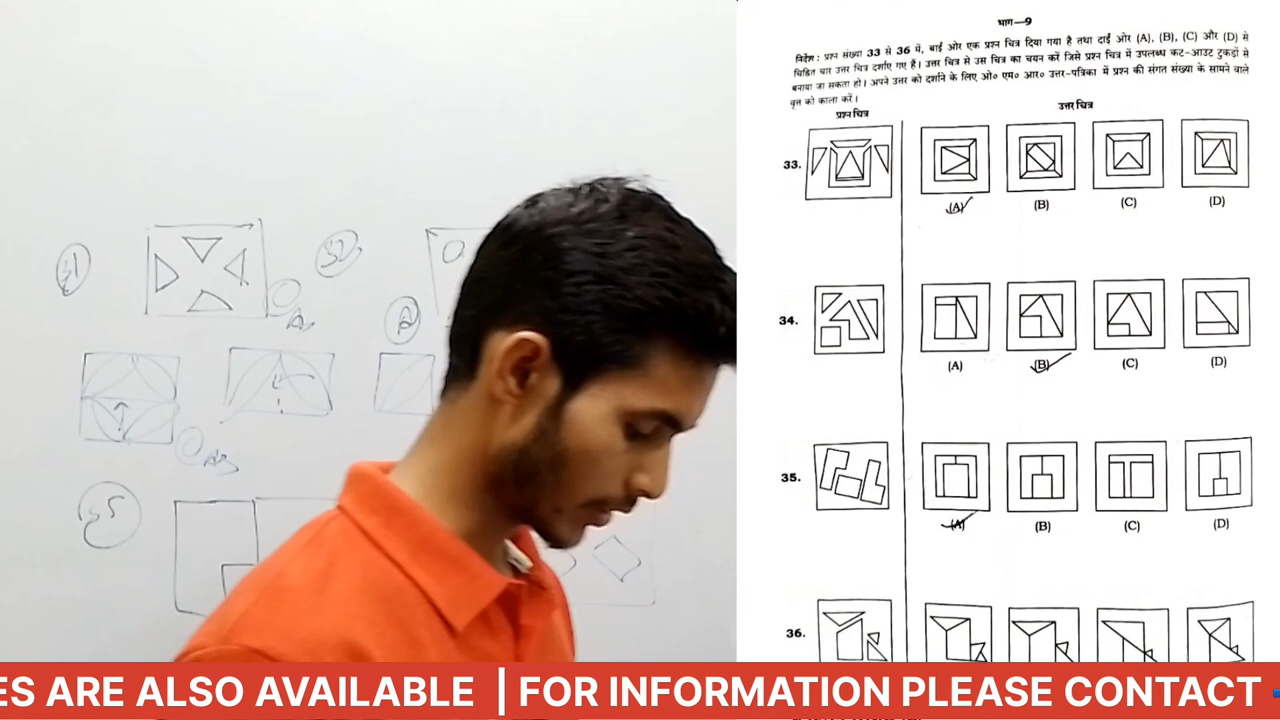 31
32
A
35
भाग—9
निर्देश : प्रश्न संख्या 33 से 36 में, बाईं ओर एक प्रश्न चित्र दिया गया है तथा दाईं ओर (A), (B), (C) और (D) से
चिह्नित चार उत्तर चित्र दर्शाए गए हैं। उत्तर चित्र से उस चित्र का चयन करें जिसे प्रश्न चित्र में उपलब्ध कट-आउट टुकड़ों से
बनाया जा सकता हो। अपने उत्तर को दर्शाने के लिए ओ० एम० आर० उत्तर-पत्रिका में प्रश्न की संगत संख्या के सामने वाले
वृत्त को काला करें।
प्रश्न चित्र उत्तर चित्र
33.
(A) (B) (C) (D)
34.
(A) (B) (C) (D)
35.
(A) (B) (C) (D)
36.
ES ARE ALSO AVAILABLE | FOR INFORMATION PLEASE CONTACT